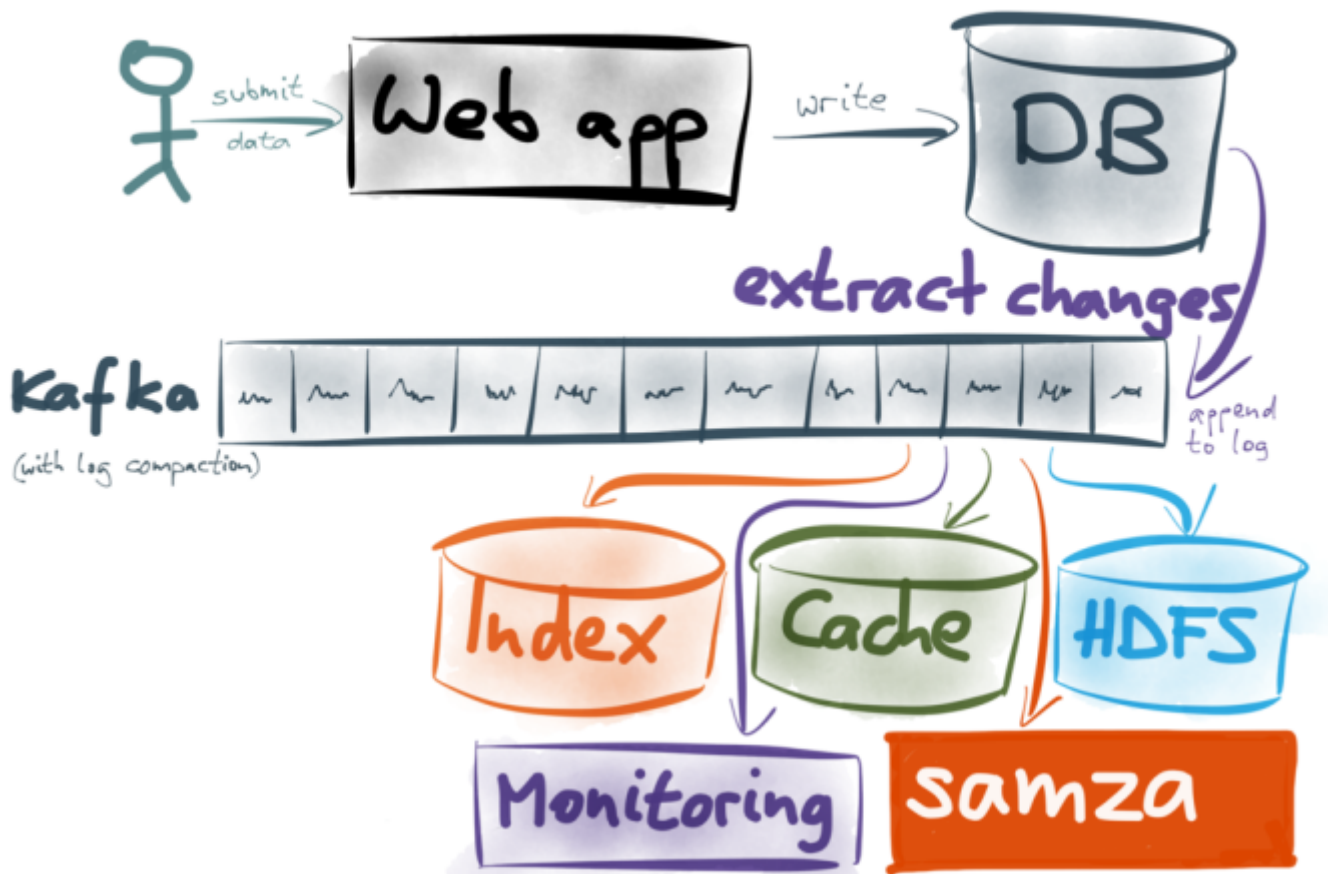 submit
data
Web app
write
DB
extract changes
Kafka
(with log compaction)
append
to log
Index
Cache
HDFS
Monitoring
samza